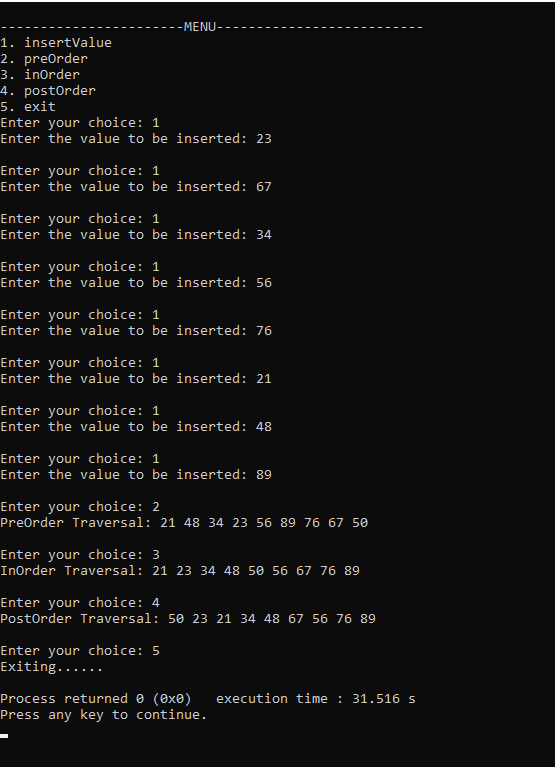 -----------------------MENU--------------------------
1. insertValue
2. preOrder
3. inOrder
4. postOrder
5. exit
Enter your choice: 1
Enter the value to be inserted: 23
Enter your choice: 1
Enter the value to be inserted: 67
Enter your choice: 1
Enter the value to be inserted: 34
Enter your choice: 1
Enter the value to be inserted: 56
Enter your choice: 1
Enter the value to be inserted: 76
Enter your choice: 1
Enter the value to be inserted: 21
Enter your choice: 1
Enter the value to be inserted: 48
Enter your choice: 1
Enter the value to be inserted: 89
Enter your choice: 2
PreOrder Traversal: 21 48 34 23 56 89 76 67 50
Enter your choice: 3
InOrder Traversal: 21 23 34 48 50 56 67 76 89
Enter your choice: 4
PostOrder Traversal: 50 23 21 34 48 67 56 76 89
Enter your choice: 5
Exiting......
Process returned 0 (0x0)   execution time : 31.516 s
Press any key to continue.